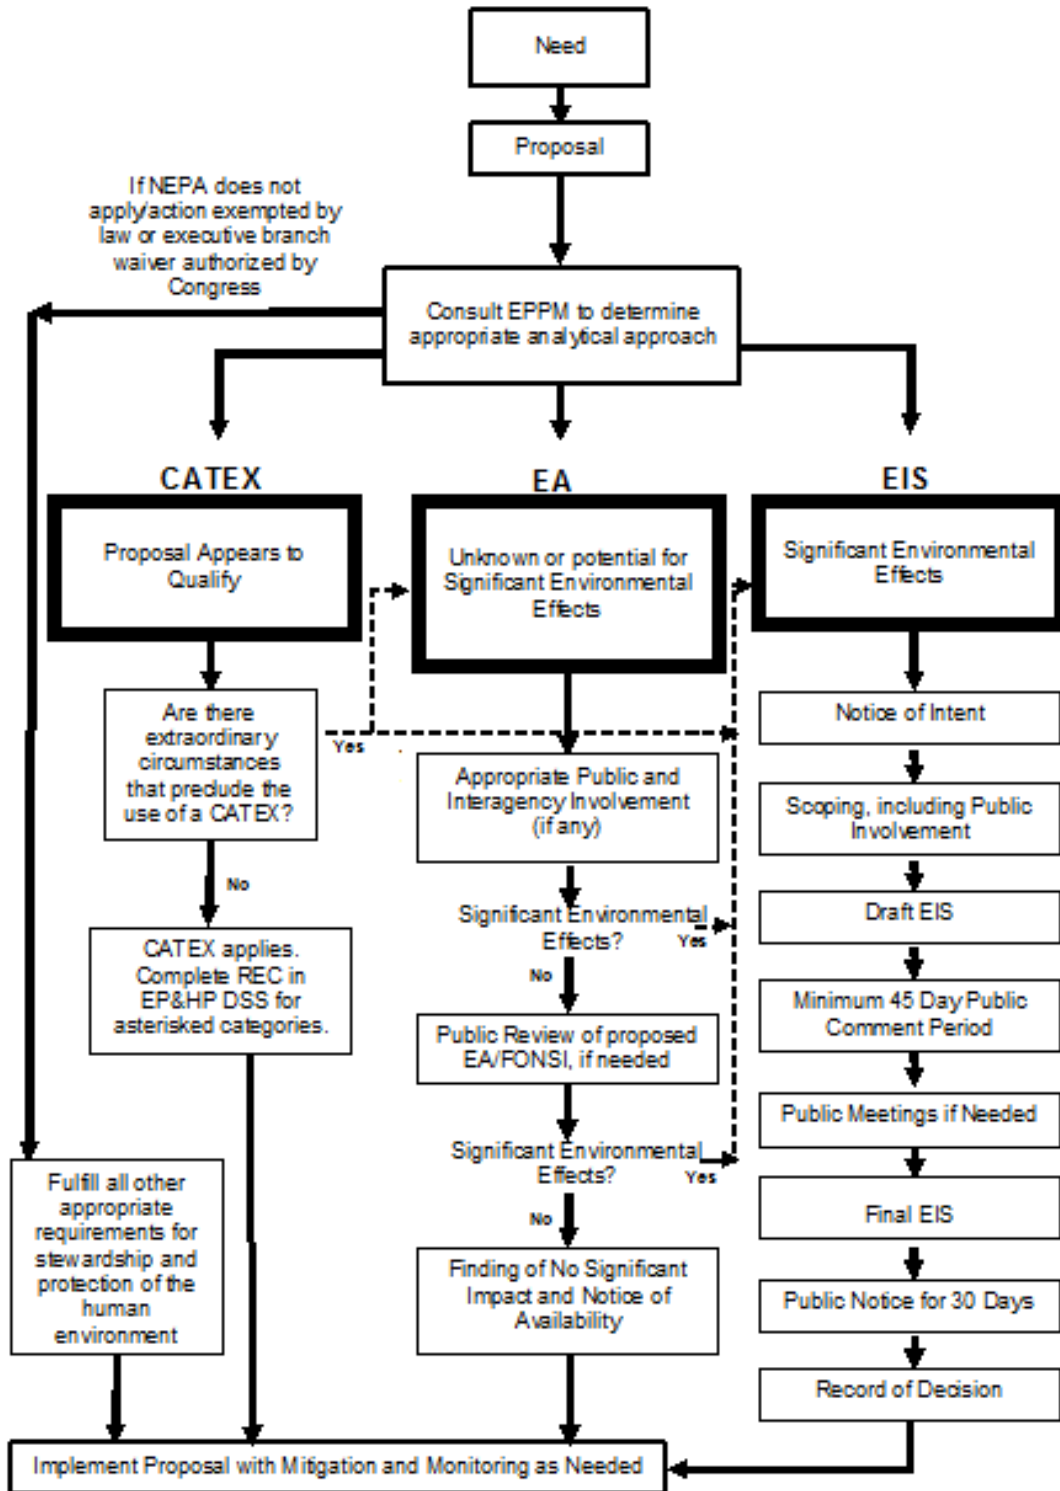 Need
Proposal
If NEPA does not
apply/action exempted by
law or executive branch
waiver authorized by
Congress
Consult EPPM to determine
appropriate analytical approach
CATEX
EA
EIS
Proposal Appears to
Qualify
Unknown or potential for
Significant Environmental
Effects
Significant Environmental
Effects
Are there
extraordinary
circumstances
that preclude the
use of a CATEX?
Yes
No
CATEX applies.
Complete REC in
EP&HP DSS for
asterisked categories.
Fulfill all other
appropriate
requirements for
stewardship and
protection of the
human
environment
Appropriate Public and
Interagency Involvement
(if any)
Significant Environmental
Effects?
Yes
No
Public Review of proposed
EA/FONSI, if needed
Significant Environmental
Effects?
Yes
No
Finding of No Significant
Impact and Notice of
Availability
Notice of Intent
Scoping, including Public
Involvement
Draft EIS
Minimum 45 Day Public
Comment Period
Public Meetings if Needed
Final EIS
Public Notice for 30 Days
Record of Decision
Implement Proposal with Mitigation and Monitoring as Needed